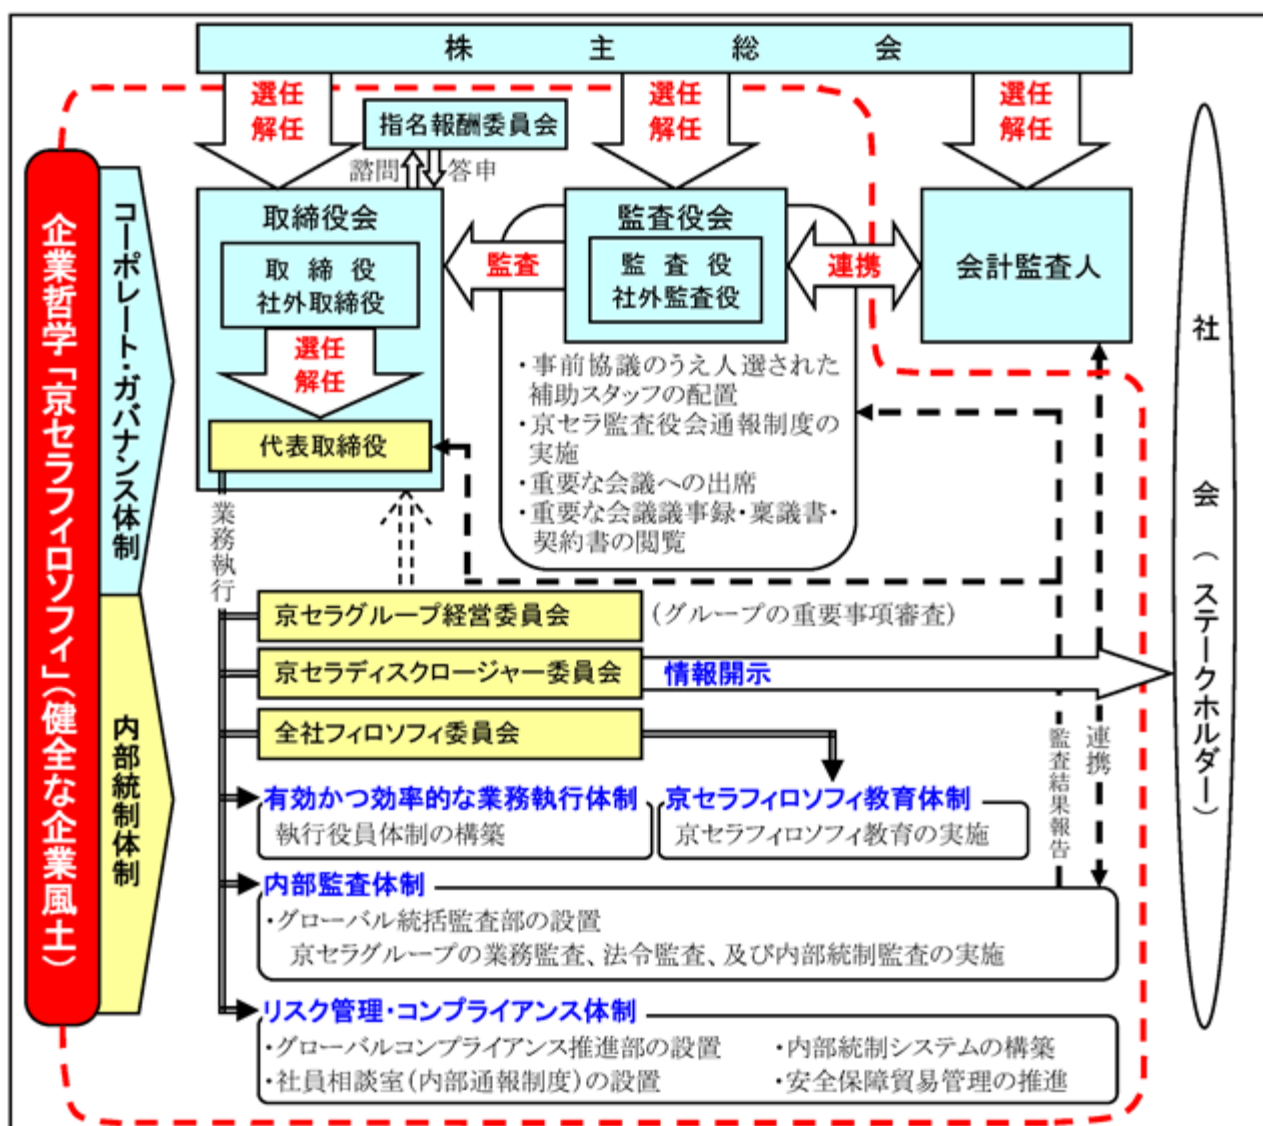 株主総会
選任
解任
選任
解任
選任
解任
指名報酬委員会
諮問
答申
取締役会
取締役
社外取締役
選任
解任
代表取締役
監査
監査役会
監査役
社外監査役
連携
会計監査人
・事前協議のうえ人選された
補助スタッフの配置
・京セラ監査役会通報制度の
実施
・重要な会議への出席
・重要な会議議事録・稟議書・
契約書の閲覧
企業哲学「京セラフィロソフィ」(健全な企業風土)
コーポレート・ガバナンス体制
内部統制体制
業務執行
京セラグループ経営委員会
(グループの重要事項審査)
京セラディスクロージャー委員会
情報開示
全社フィロソフィ委員会
有効かつ効率的な業務執行体制
執行役員体制の構築
京セラフィロソフィ教育体制
京セラフィロソフィ教育の実施
監査結果報告
連携
内部監査体制
・グローバル統括監査部の設置
京セラグループの業務監査、法令監査、及び内部統制監査の実施
リスク管理・コンプライアンス体制
・グローバルコンプライアンス推進部の設置
・内部統制システムの構築
・社員相談室(内部通報制度)の設置
・安全保障貿易管理の推進
社会(ステークホルダー)